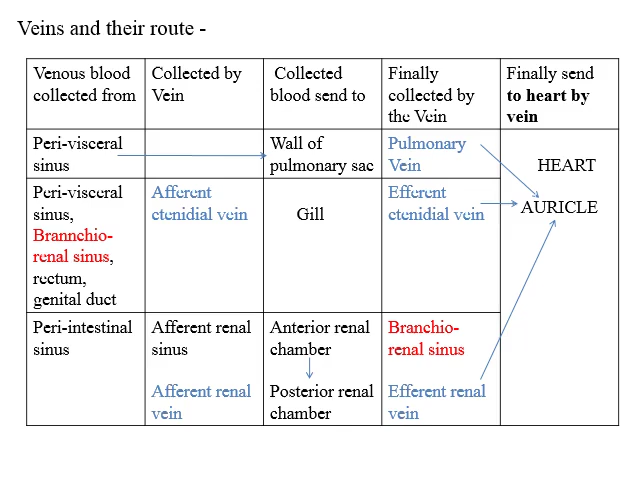 Veins and their route -
Venous blood
collected from
Collected by
Vein
Collected
blood send to
Finally
collected by
the Vein
Finally send
to heart by
vein
Peri-visceral
sinus
Wall of
pulmonary sac
Pulmonary
Vein
HEART
AURICLE
Peri-visceral
sinus,
Brannchio-
renal sinus,
rectum,
genital duct
Afferent
ctenidial vein
Gill
Efferent
ctenidial vein
Peri-intestinal
sinus
Afferent renal
sinus
Afferent renal
vein
Anterior renal
chamber
Posterior renal
chamber
Branchio-
renal sinus
Efferent renal
vein